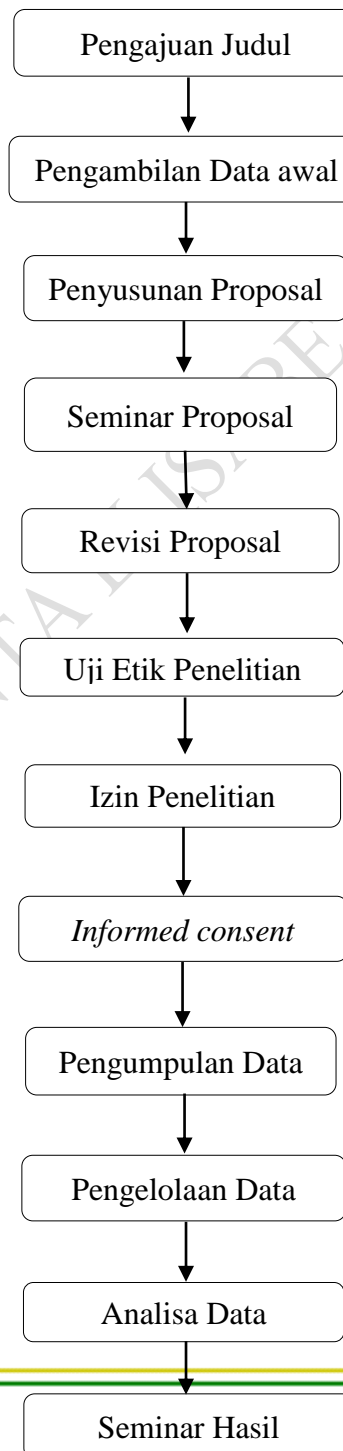 Pengajuan Judul
Pengambilan Data awal
Penyusunan Proposal
Seminar Proposal
Revisi Proposal
Uji Etik Penelitian
Izin Penelitian
Informed consent
Pengumpulan Data
Pengelolaan Data
Analisa Data
Seminar Hasil